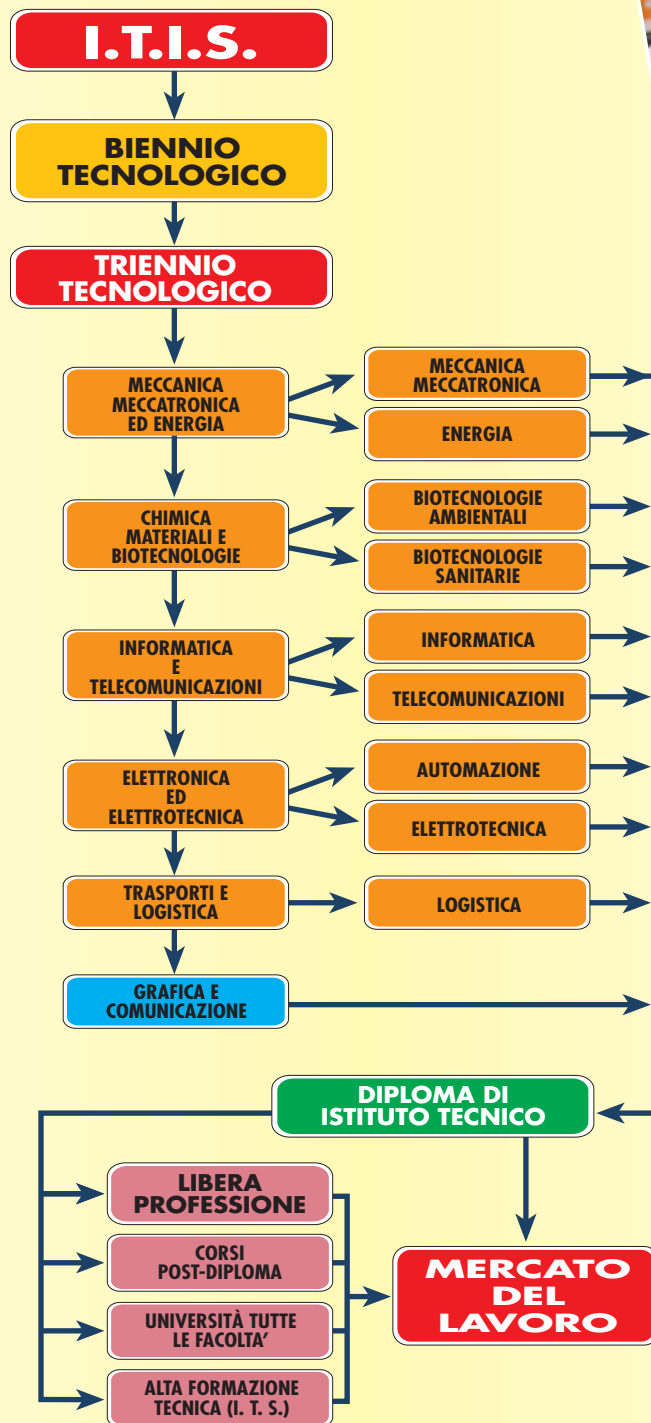 I.T.I.S.
BIENNIO
TECNOLOGICO
TRIENNIO
TECNOLOGICO
MECCANICA
MECCATRONICA
ED ENERGIA
MECCANICA
MECCATRONICA
ENERGIA
CHIMICA
MATERIALI E
BIOTECNOLOGIE
BIOTECNOLOGIE
AMBIENTALI
BIOTECNOLOGIE
SANITARIE
INFORMATICA
E
TELECOMUNICAZIONI
INFORMATICA
TELECOMUNICAZIONI
ELETTRONICA
ED
ELETTROTECNICA
AUTOMAZIONE
ELETTROTECNICA
TRASPORTI E
LOGISTICA
LOGISTICA
GRAFICA E
COMUNICAZIONE
DIPLOMA DI
ISTITUTO TECNICO
LIBERA
PROFESSIONE
CORSI
POST-DIPLOMA
UNIVERSITÀ TUTTE
LE FACOLTA’
ALTA FORMAZIONE
TECNICA (I. T. S.)
MERCATO
DEL
LAVORO